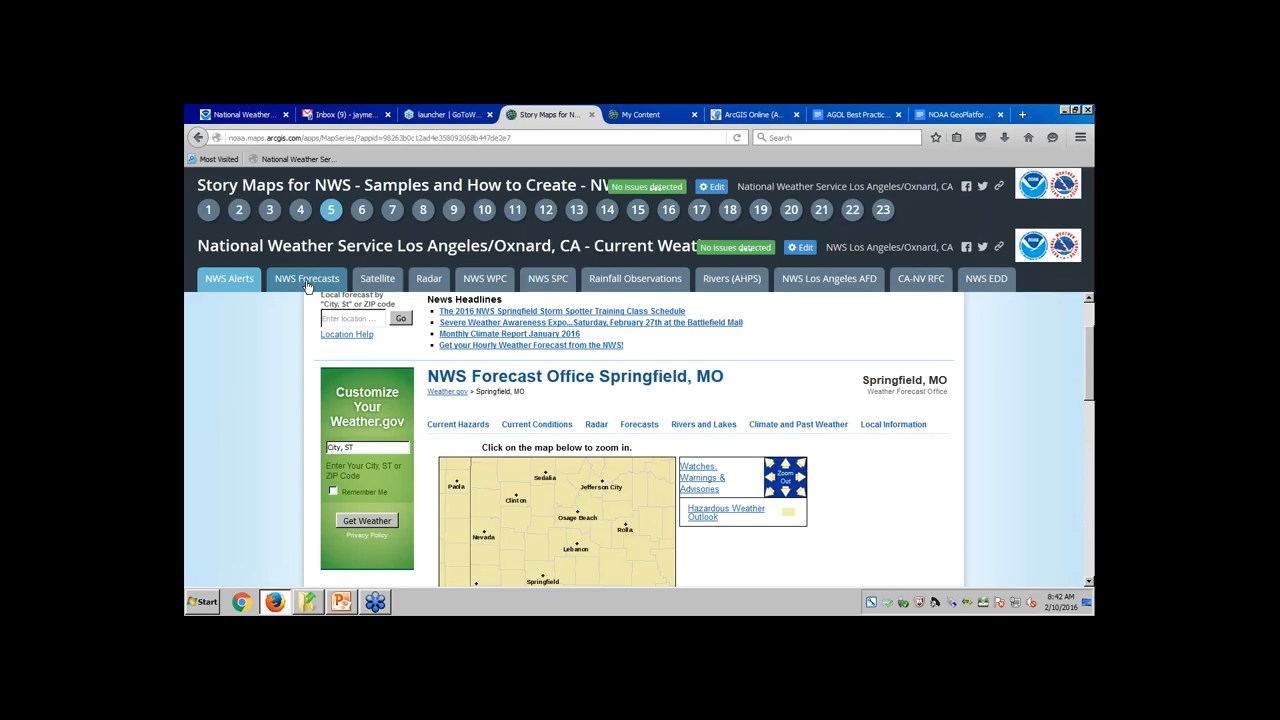 National Weather... Inbox (9) - jayme... launcher | GoToW... Story Maps for N... My Content ArcGIS Online (A... AGOL Best Practic... NOAA GeoPlatfor...
noaa.maps.arcgis.com/apps/MapSeries/?appid=98263b0c12ad4e358092068b447de2e7 Search
Most Visited National Weather Ser...
Story Maps for NWS - Samples and How to Create - NW No issues detected Edit National Weather Service Los Angeles/Oxnard, CA
1 2 3 4 5 6 7 8 9 10 11 12 13 14 15 16 17 18 19 20 21 22 23
National Weather Service Los Angeles/Oxnard, CA - Current Weat No issues detected Edit NWS Los Angeles/Oxnard, CA
NWS Alerts NWS Forecasts Satellite Radar NWS WPC NWS SPC Rainfall Observations Rivers (AHPS) NWS Los Angeles AFD CA-NV RFC NWS EDD
Local forecast by
"City, St" or ZIP code
Enter location ... Go
Location Help
News Headlines
The 2016 NWS Springfield Storm Spotter Training Class Schedule
Severe Weather Awareness Expo...Saturday, February 27th at the Battlefield Mall
Monthly Climate Report January 2016
Get your Hourly Weather Forecast from the NWS!
Customize
Your
Weather.gov
City, ST
Enter Your City, ST or
ZIP Code
Remember Me
Get Weather
Privacy Policy
NWS Forecast Office Springfield, MO
Weather.gov > Springfield, MO
Springfield, MO
Weather Forecast Office
Current Hazards Current Conditions Radar Forecasts Rivers and Lakes Climate and Past Weather Local Information
Click on the map below to zoom in.
Sedalia
Paola Jefferson City
Clinton
Osage Beach
Rolla
Nevada
Lebanon
Springfield
Watches,
Warnings &
Advisories
Zoom
Out
Hazardous Weather
Outlook
Start
8:42 AM
2/10/2016